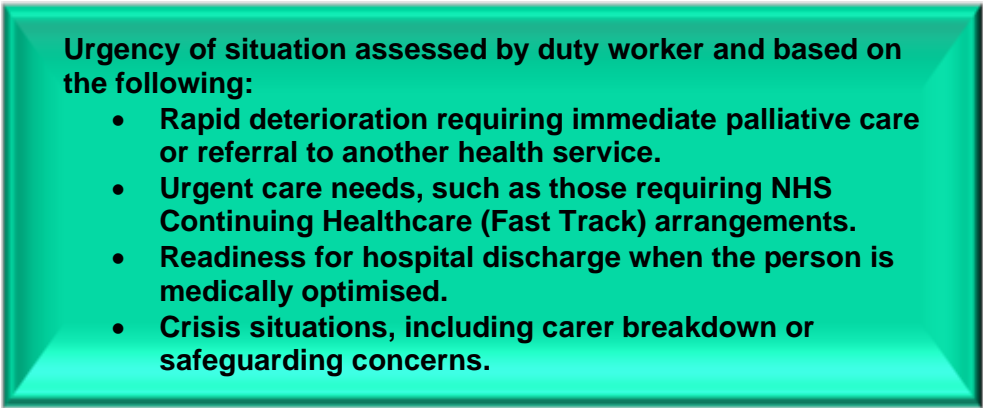 Urgency of situation assessed by duty worker and based on
the following:
• Rapid deterioration requiring immediate palliative care
or referral to another health service.
• Urgent care needs, such as those requiring NHS
Continuing Healthcare (Fast Track) arrangements.
• Readiness for hospital discharge when the person is
medically optimised.
• Crisis situations, including carer breakdown or
safeguarding concerns.